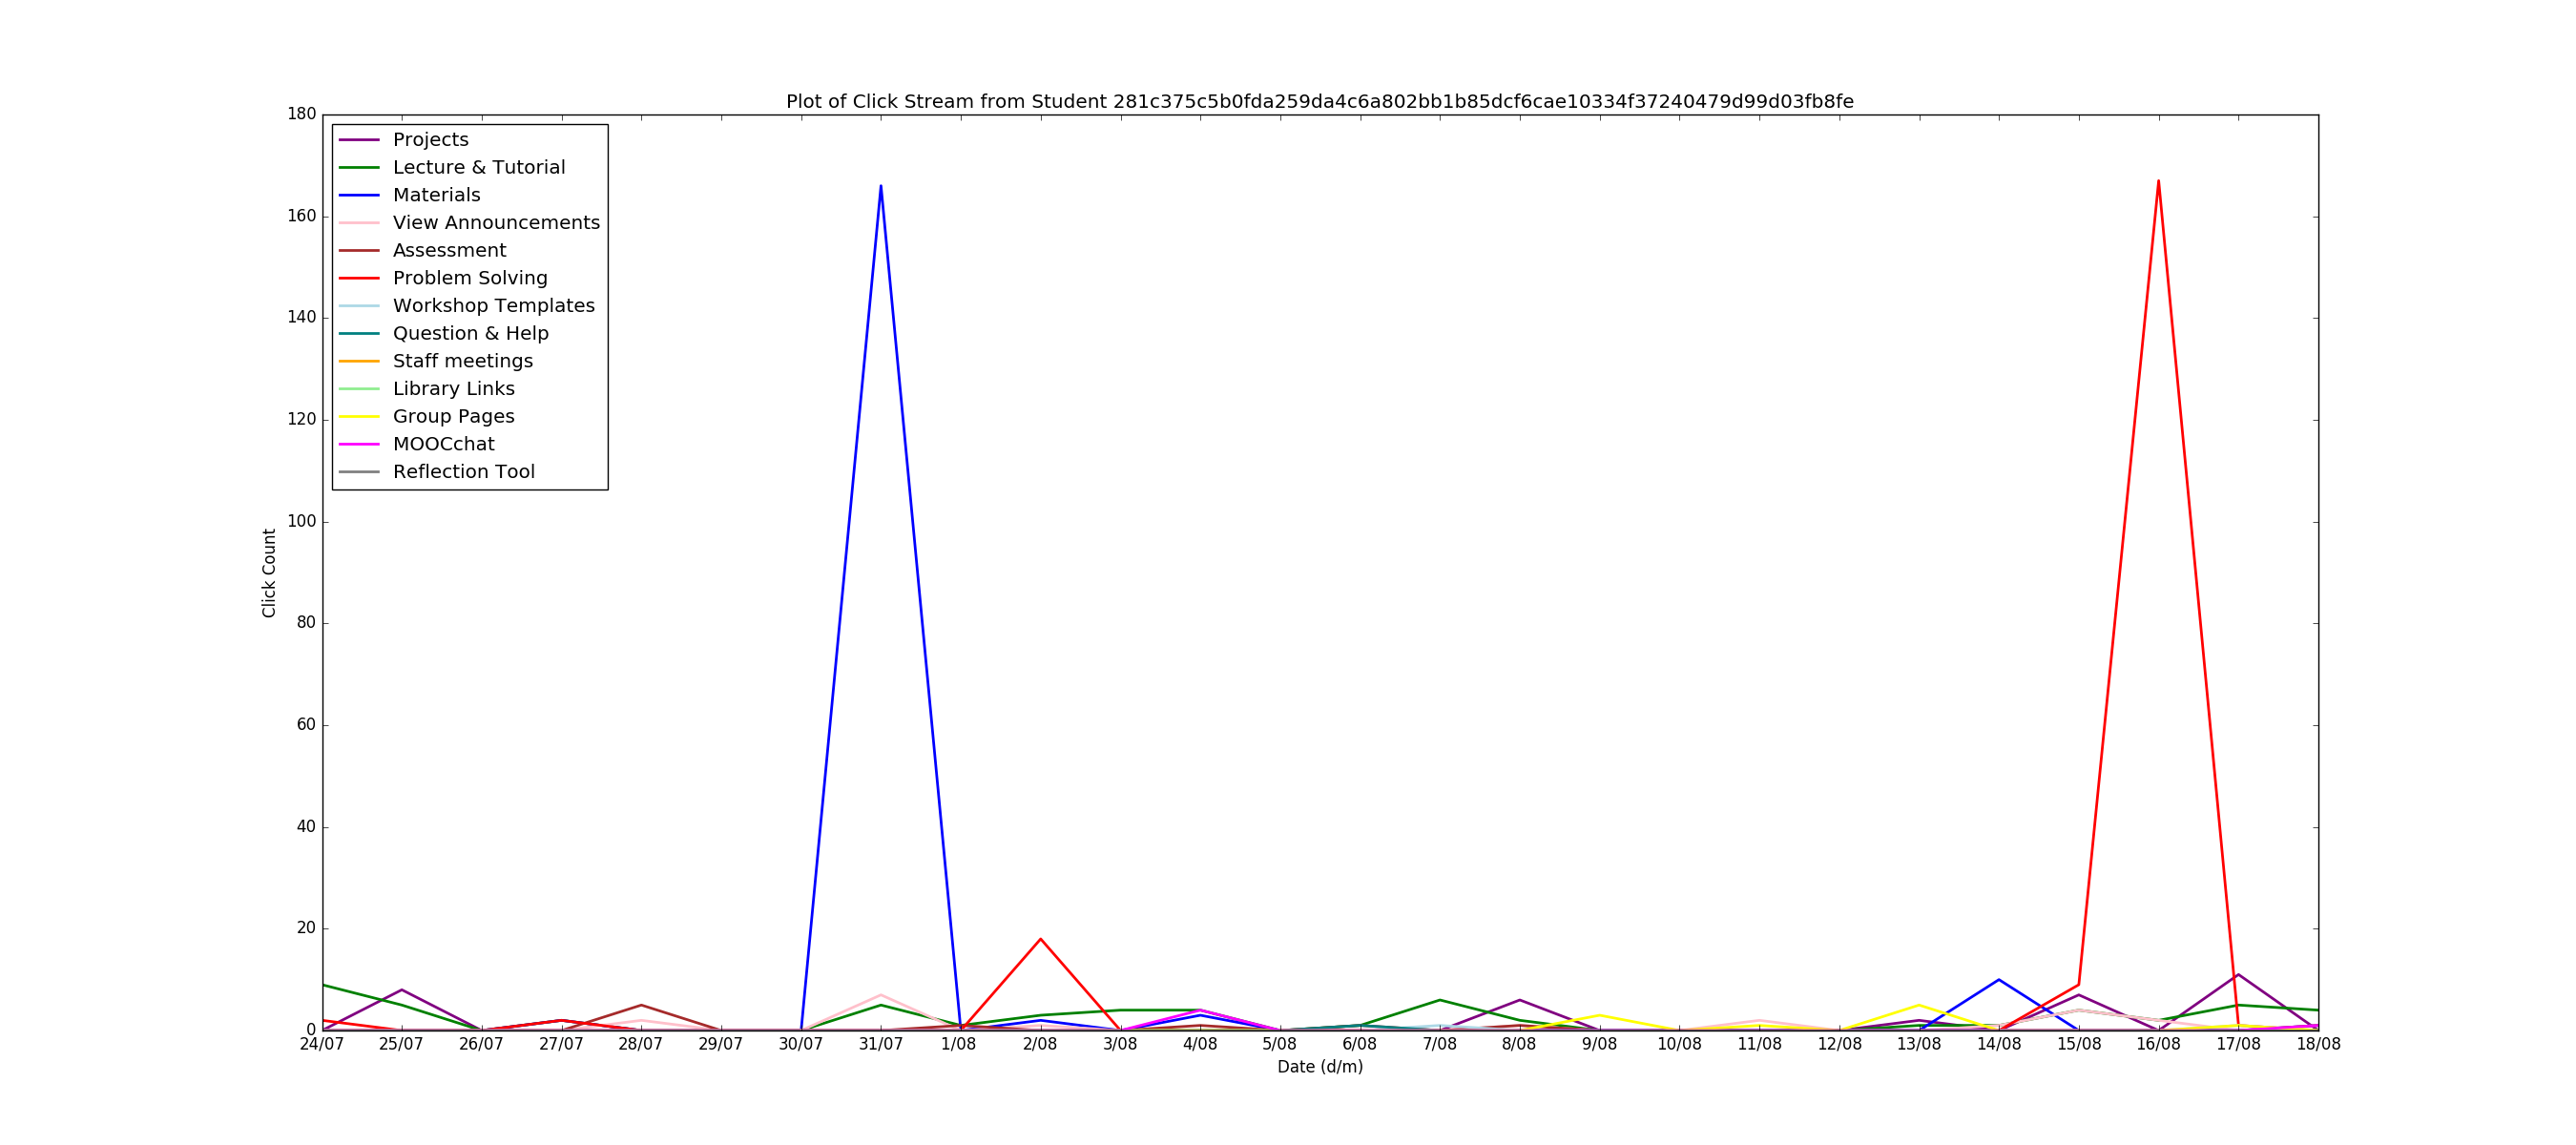 Plot of Click Stream from Student 281c375c5b0fda259da4c6a802bb1b85dcf6cae10334f37240479d99d03fb8fe
180
160
140
120
100
80
60
40
20
0
Click Count
Projects
Lecture & Tutorial
Materials
View Announcements
Assessment
Problem Solving
Workshop Templates
Question & Help
Staff meetings
Library Links
Group Pages
MOOCchat
Reflection Tool
24/07 25/07 26/07 27/07 28/07 29/07 30/07 31/07 1/08 2/08 3/08 4/08 5/08 6/08 7/08 8/08 9/08 10/08 11/08 12/08 13/08 14/08 15/08 16/08 17/08 18/08
Date (d/m)